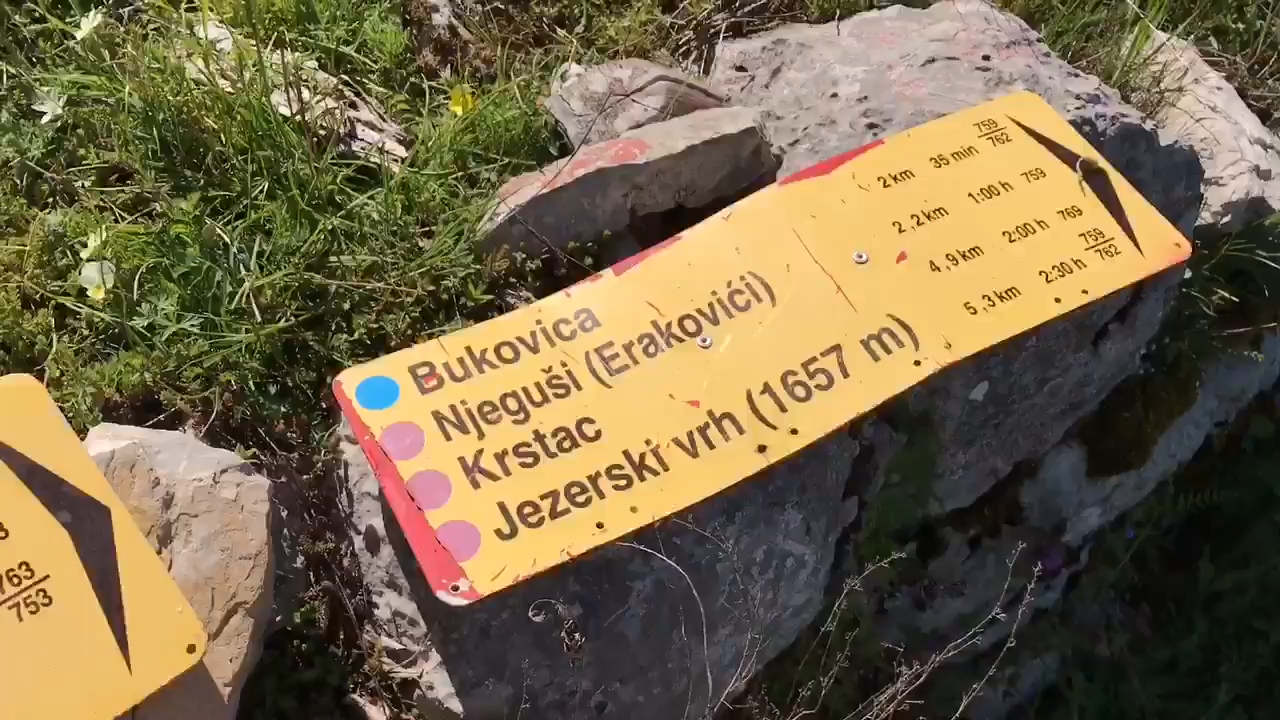 Bukovica 2 km 35 min 759/762
Njeguši (Erakovići) 2,2 km 1:00 h 759
Krstac 4,9 km 2:00 h 769
Jezerski vrh (1657 m) 5,3 km 2:30 h 759/762
763/753